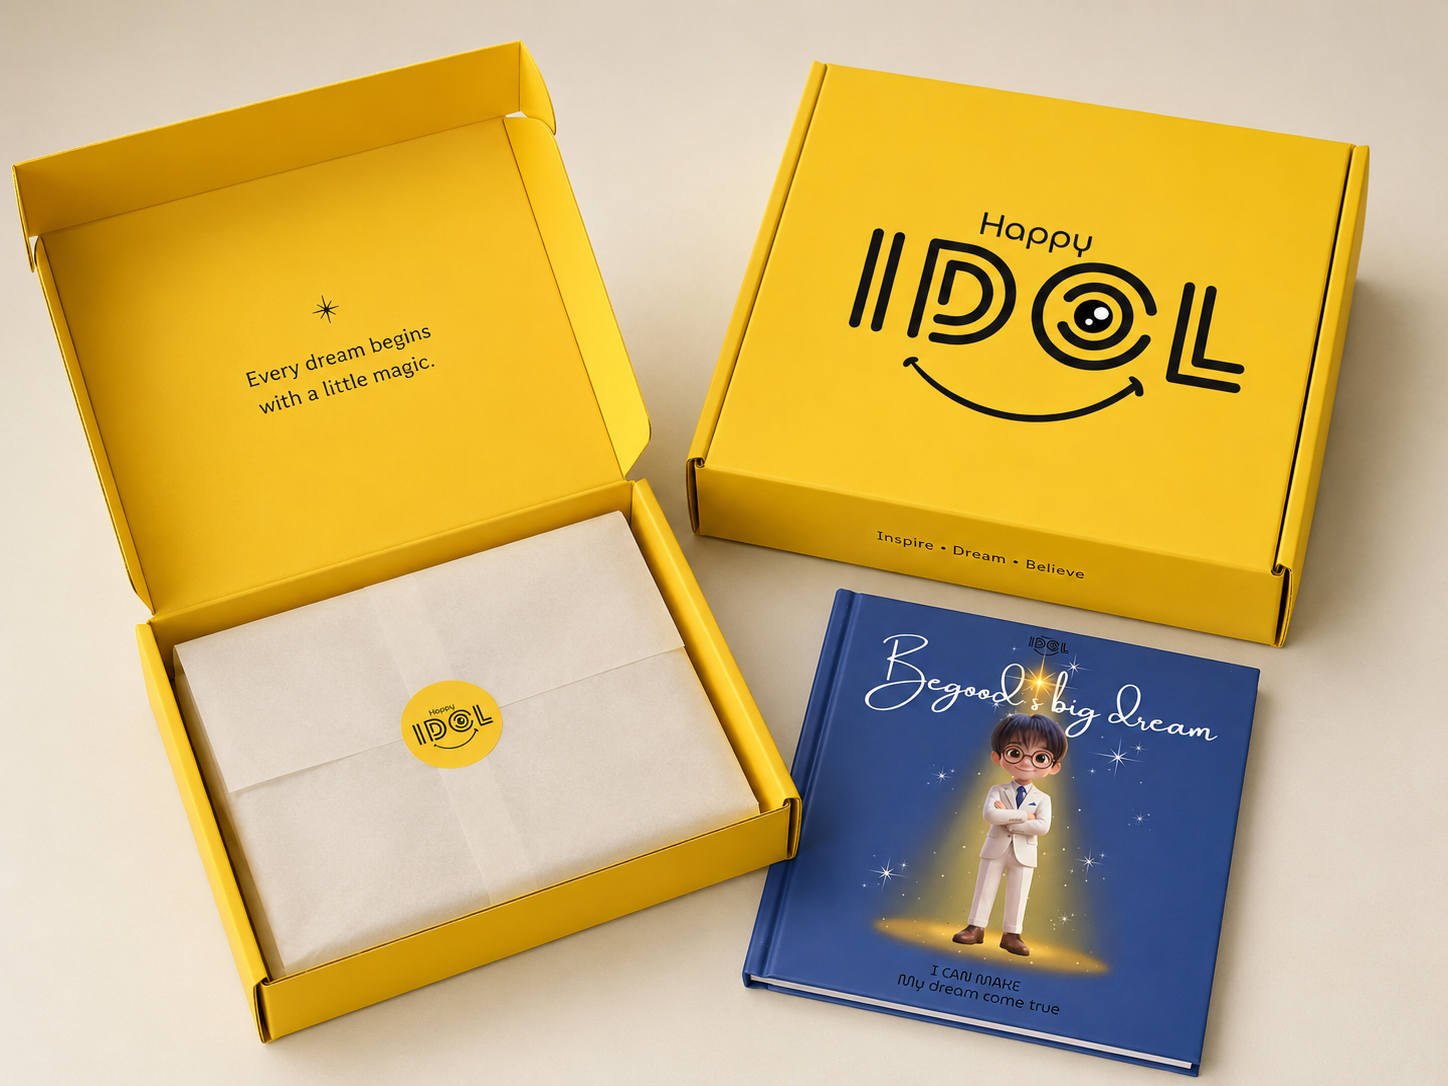 Every dream begins
with a little magic.
Happy
IDOL
Happy
IDOL
Inspire • Dream • Believe
IDOL
Begood's big dream
I CAN MAKE
My dream come true